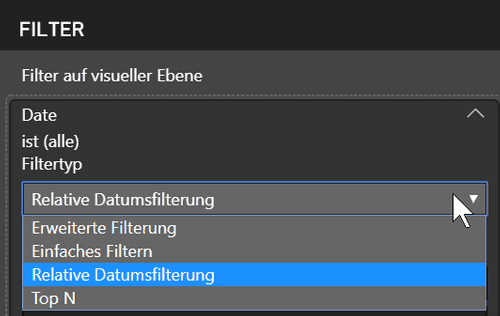 FILTER
Filter auf visueller Ebene
Date
ist (alle)
Filtertyp
Relative Datumsfilterung
Erweiterte Filterung
Einfaches Filtern
Relative Datumsfilterung
Top N